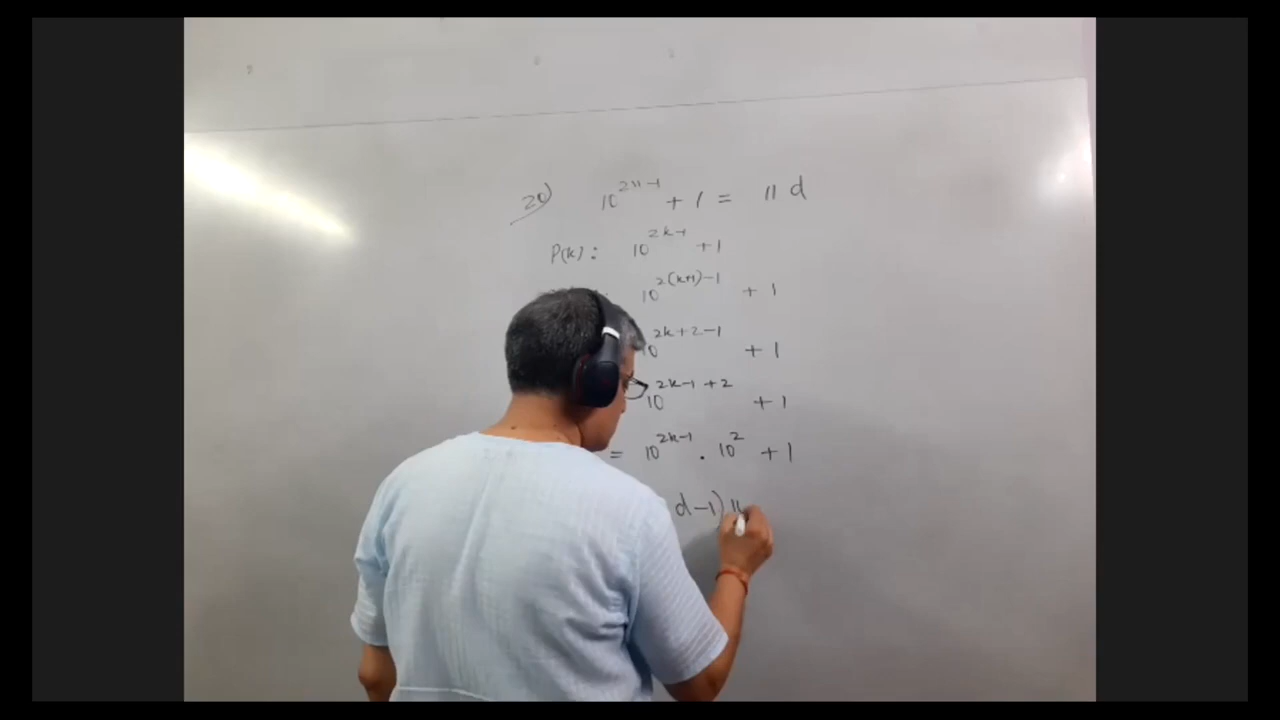 20) 10^{2n-1} + 1 = 11 d
P(k) : 10^{2k-1} + 1
10^{2(k+1)-1} + 1
10^{2k+2-1} + 1
10^{2k-1+2} + 1
= 10^{2k-1} . 10^2 + 1
d-1)